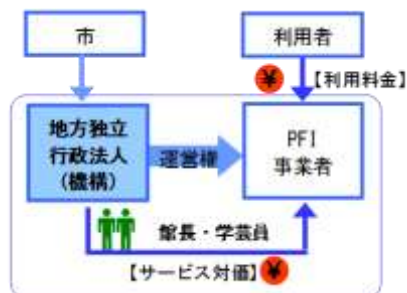 市
利用者
¥
【利用料金】
地方独立
行政法人
(機構)
運営権
PFI
事業者
館長・学芸員
【サービス対価】
¥